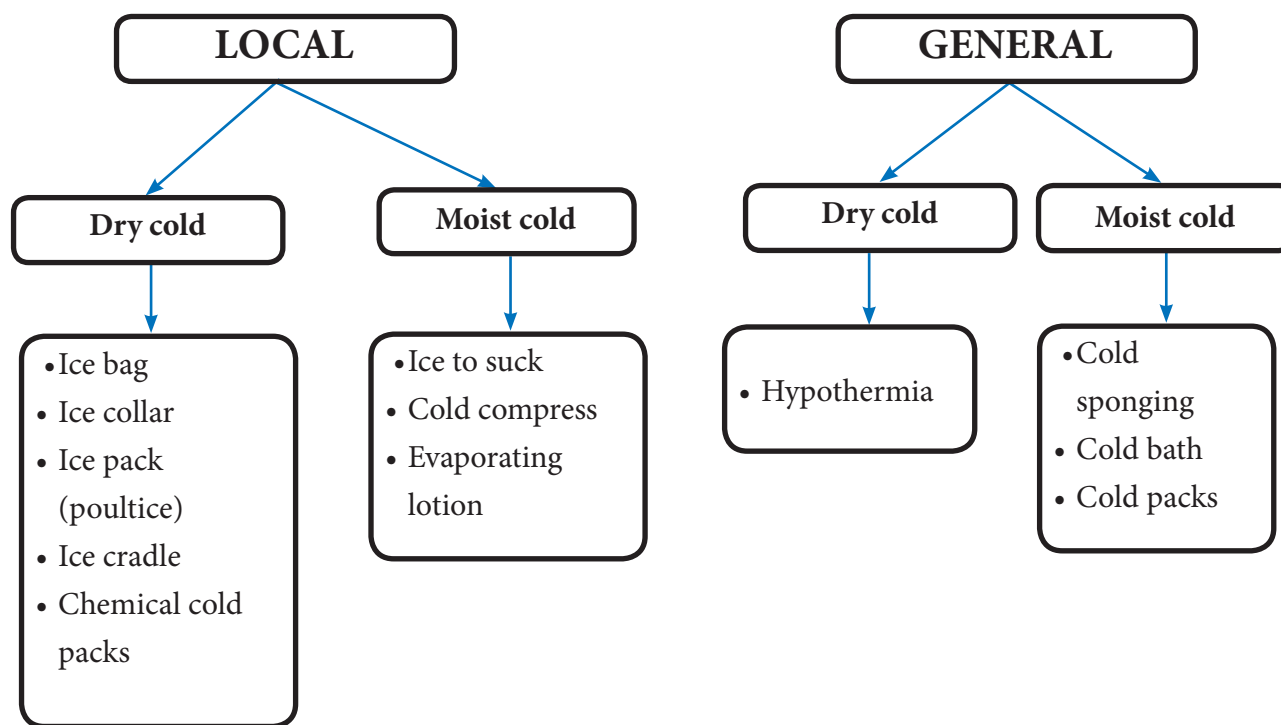 LOCAL
Dry cold
• Ice bag
• Ice collar
• Ice pack
(poultice)
• Ice cradle
• Chemical cold
packs
Moist cold
• Ice to suck
• Cold compress
• Evaporating
lotion
GENERAL
Dry cold
• Hypothermia
Moist cold
• Cold
sponging
• Cold bath
• Cold packs